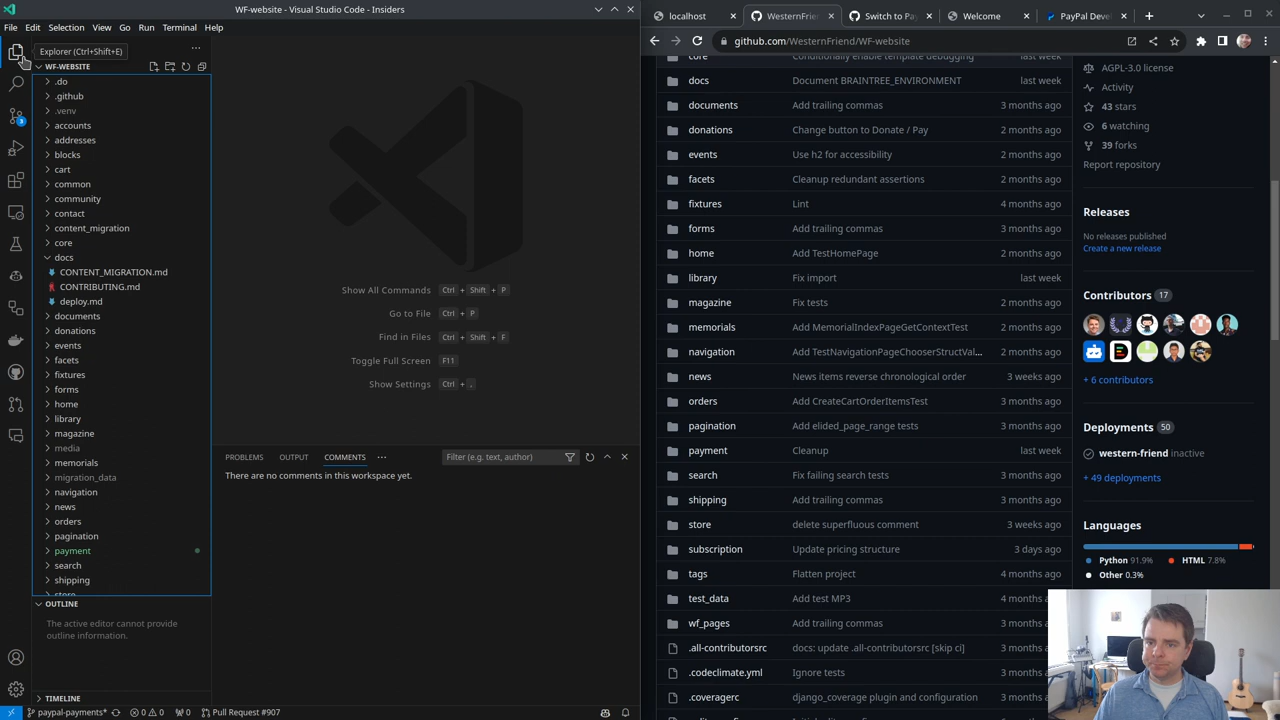 WF-website - Visual Studio Code - Insiders
File Edit Selection View Go Run Terminal Help
Explorer (Ctrl+Shift+E)
WF-WEBSITE
.do
.github
.venv
accounts
addresses
blocks
cart
common
community
contact
content_migration
core
docs
CONTENT_MIGRATION.md
CONTRIBUTING.md
deploy.md
documents
donations
events
facets
fixtures
forms
home
library
magazine
media
memorials
migration_data
navigation
news
orders
pagination
payment
search
shipping
store
OUTLINE
The active editor cannot provide
outline information.
TIMELINE
3
Show All Commands Ctrl + Shift + P
Go to File Ctrl + P
Find in Files Ctrl + Shift + F
Toggle Full Screen F11
Show Settings Ctrl + ,
PROBLEMS OUTPUT COMMENTS
Filter (e.g. text, author)
There are no comments in this workspace yet.
paypal-payments* 0 0 0 Pull Request #907
localhost WesternFrien Switch to Pay Welcome PayPal Deve
github.com/WesternFriend/WF-website
core Conditionally enable template debugging
docs Document BRAINTREE_ENVIRONMENT last week
documents Add trailing commas 3 months ago
donations Change button to Donate / Pay 2 months ago
events Use h2 for accessibility 2 months ago
facets Cleanup redundant assertions 2 months ago
fixtures Lint 4 months ago
forms Add trailing commas 3 months ago
home Add TestHomePage 2 months ago
library Fix import last week
magazine Fix tests 2 months ago
memorials Add MemorialIndexPageGetContextTest 2 months ago
navigation Add TestNavigationPageChooserStructVal... 2 months ago
news News items reverse chronological order 3 weeks ago
orders Add CreateCartOrderItemsTest 2 months ago
pagination Add elided_page_range tests 2 months ago
payment Cleanup 2 months ago
search Fix failing search tests 3 months ago
shipping Add trailing commas 3 months ago
store delete superfluous comment 3 weeks ago
subscription Update pricing structure 3 days ago
tags Flatten project 4 months ago
test_data Add test MP3 4 months ago
wf_pages Add trailing commas 3 months ago
.all-contributorsrc docs: update .all-contributorsrc [skip ci]
.codeclimate.yml Ignore tests
.coveragerc django_coverage plugin and configuration
AGPL-3.0 license
Activity
43 stars
6 watching
39 forks
Report repository
Releases
No releases published
Create a new release
Contributors 17
+ 6 contributors
Deployments 50
western-friend inactive
+ 49 deployments
Languages
Python 91.9% HTML 7.8%
Other 0.3%